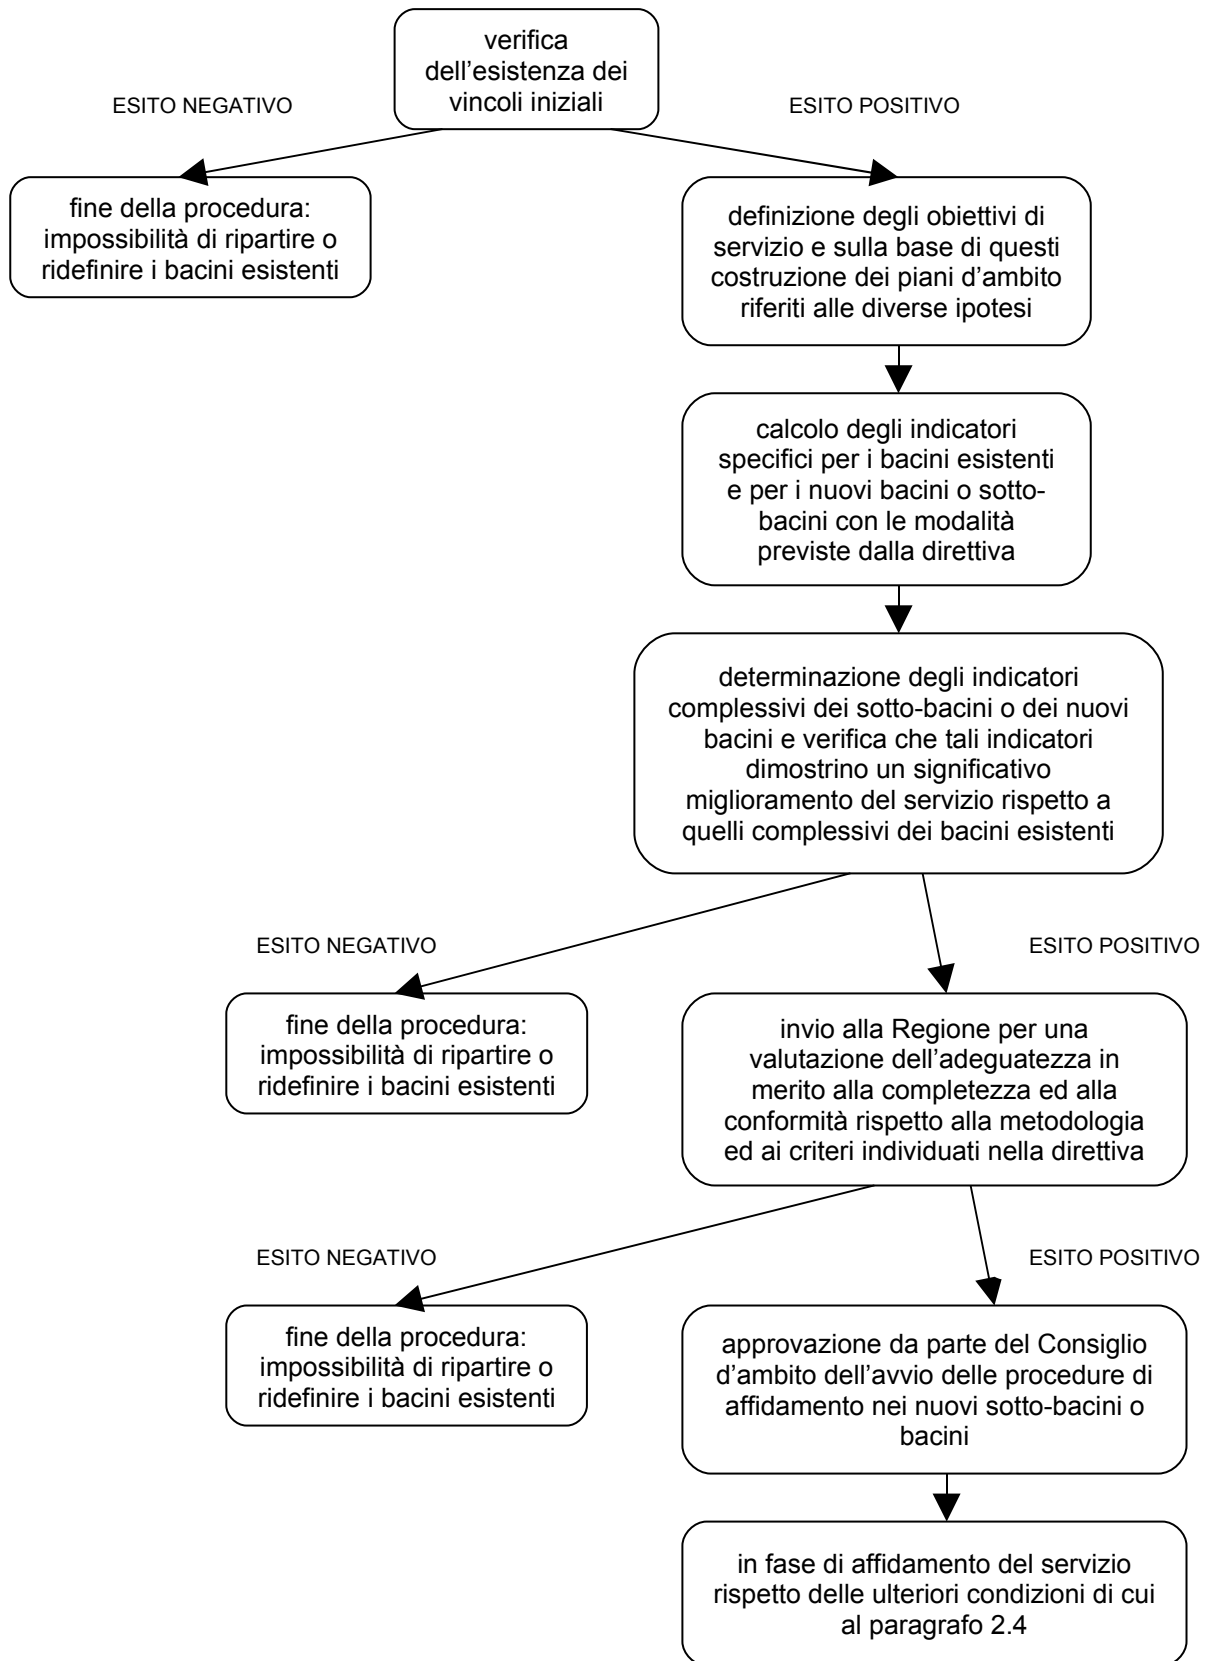 verifica
dell’esistenza dei
vincoli iniziali
ESITO NEGATIVO
ESITO POSITIVO
fine della procedura:
impossibilità di ripartire o
ridefinire i bacini esistenti
definizione degli obiettivi di
servizio e sulla base di questi
costruzione dei piani d’ambito
riferiti alle diverse ipotesi
calcolo degli indicatori
specifici per i bacini esistenti
e per i nuovi bacini o sotto-
bacini con le modalità
previste dalla direttiva
determinazione degli indicatori
complessivi dei sotto-bacini o dei nuovi
bacini e verifica che tali indicatori
dimostrino un significativo
miglioramento del servizio rispetto a
quelli complessivi dei bacini esistenti
ESITO NEGATIVO
ESITO POSITIVO
fine della procedura:
impossibilità di ripartire o
ridefinire i bacini esistenti
invio alla Regione per una
valutazione dell’adeguatezza in
merito alla completezza ed alla
conformità rispetto alla metodologia
ed ai criteri individuati nella direttiva
ESITO NEGATIVO
ESITO POSITIVO
fine della procedura:
impossibilità di ripartire o
ridefinire i bacini esistenti
approvazione da parte del Consiglio
d’ambito dell’avvio delle procedure di
affidamento nei nuovi sotto-bacini o
bacini
in fase di affidamento del servizio
rispetto delle ulteriori condizioni di cui
al paragrafo 2.4